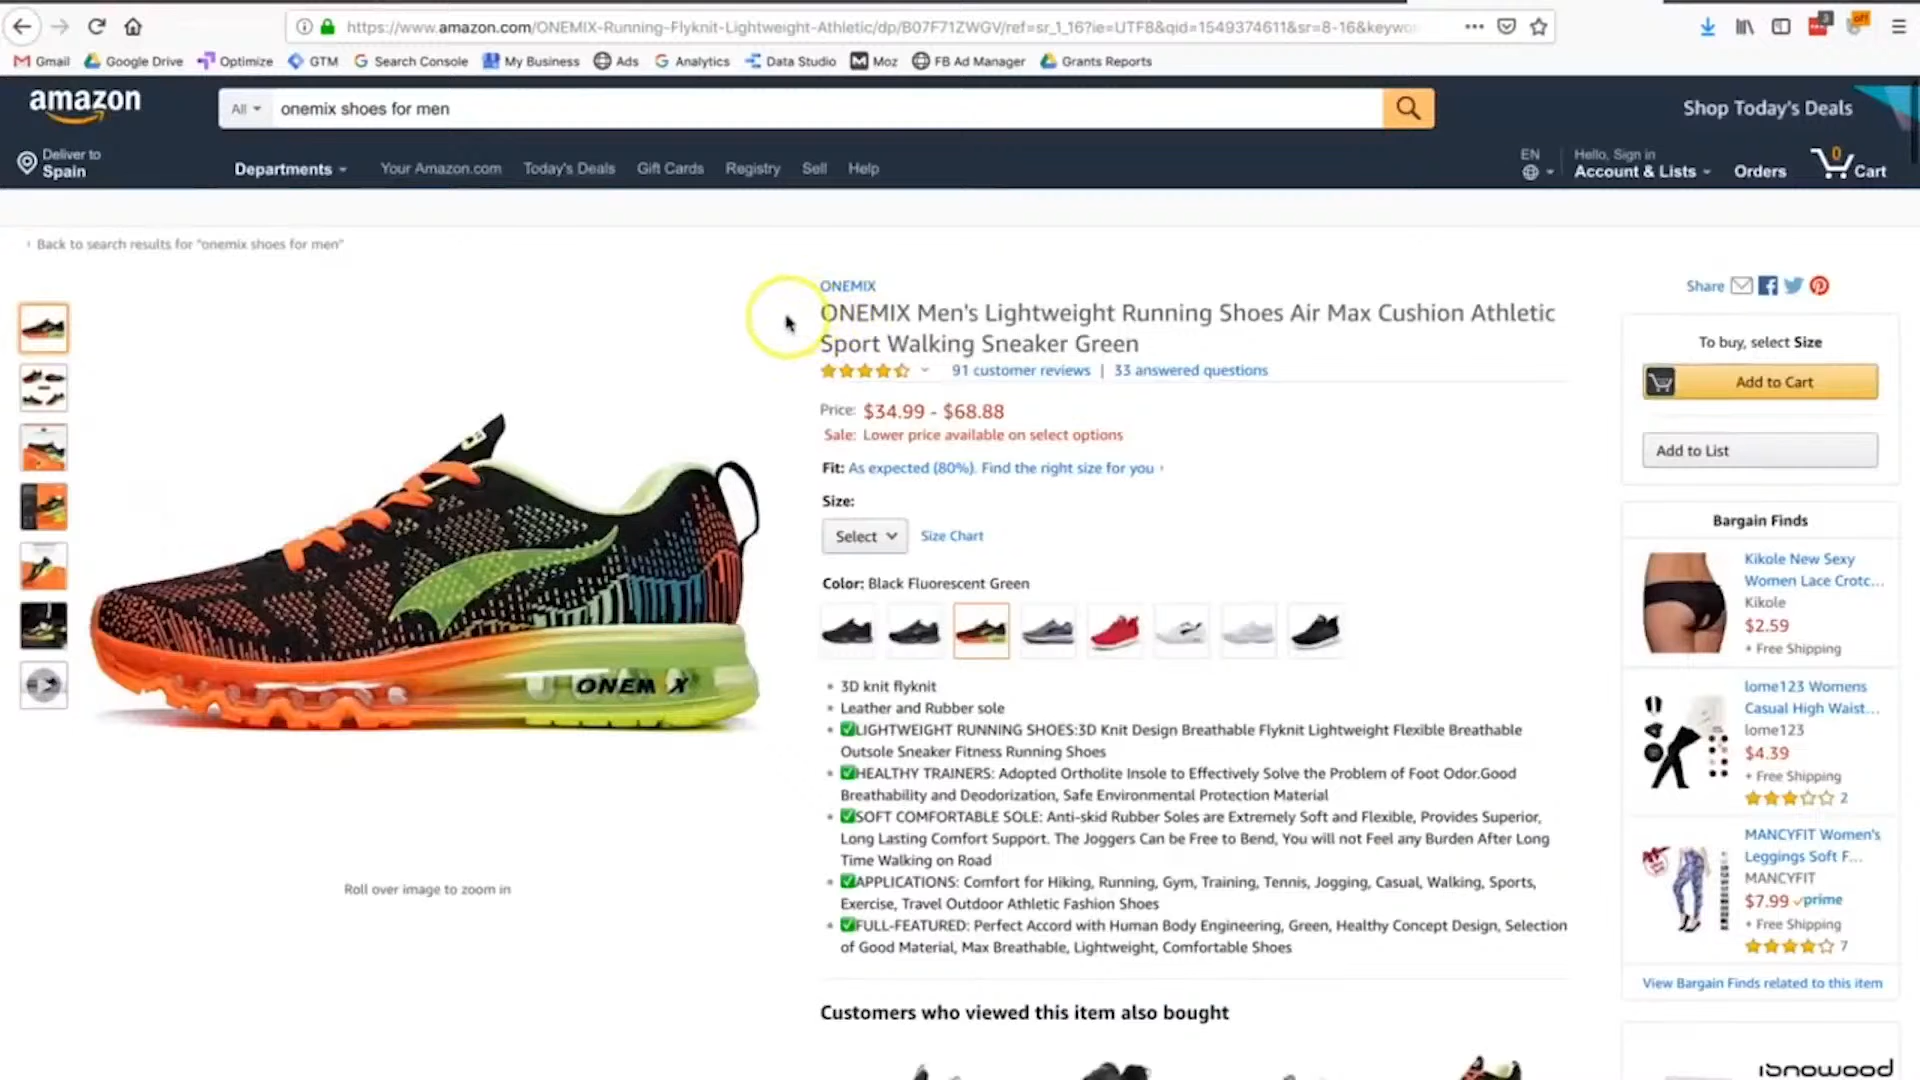 https://www.amazon.com/ONEMIX-Running-Flyknit-Lightweight-Athletic/dp/B07F71ZWGV/ref=sr_1_16?ie=UTF8&qid=1549374611&sr=8-16&keywo
Gmail Google Drive Optimize GTM Search Console My Business Ads Analytics Data Studio Moz FB Ad Manager Grants Reports
3 off
amazon
All onemix shoes for men
Shop Today's Deals
Deliver to
Spain
Departments Your Amazon.com Today's Deals Gift Cards Registry Sell Help
EN
Hello, Sign in
Account & Lists
Orders
0
Cart
‹ Back to search results for "onemix shoes for men"
ONEMIX
ONEMIX Men's Lightweight Running Shoes Air Max Cushion Athletic
Sport Walking Sneaker Green
91 customer reviews | 33 answered questions
Price: $34.99 - $68.88
Sale: Lower price available on select options
Fit: As expected (80%). Find the right size for you ›
Size:
Select Size Chart
Color: Black Fluorescent Green
ONEMIX
Roll over image to zoom in
• 3D knit flyknit
• Leather and Rubber sole
• ✅LIGHTWEIGHT RUNNING SHOES:3D Knit Design Breathable Flyknit Lightweight Flexible Breathable
Outsole Sneaker Fitness Running Shoes
• ✅HEALTHY TRAINERS: Adopted Ortholite Insole to Effectively Solve the Problem of Foot Odor.Good
Breathability and Deodorization, Safe Environmental Protection Material
• ✅SOFT COMFORTABLE SOLE: Anti-skid Rubber Soles are Extremely Soft and Flexible, Provides Superior,
Long Lasting Comfort Support. The Joggers Can be Free to Bend, You will not Feel any Burden After Long
Time Walking on Road
• ✅APPLICATIONS: Comfort for Hiking, Running, Gym, Training, Tennis, Jogging, Casual, Walking, Sports,
Exercise, Travel Outdoor Athletic Fashion Shoes
• ✅FULL-FEATURED: Perfect Accord with Human Body Engineering, Green, Healthy Concept Design, Selection
of Good Material, Max Breathable, Lightweight, Comfortable Shoes
Customers who viewed this item also bought
Share
To buy, select Size
Add to Cart
Add to List
Bargain Finds
Kikole New Sexy
Women Lace Crotc...
Kikole
$2.59
+ Free Shipping
lome123 Womens
Casual High Waist...
lome123
$4.39
+ Free Shipping
2
MANCYFIT Women's
Leggings Soft F...
MANCYFIT
$7.99 prime
+ Free Shipping
7
View Bargain Finds related to this item
isnowood